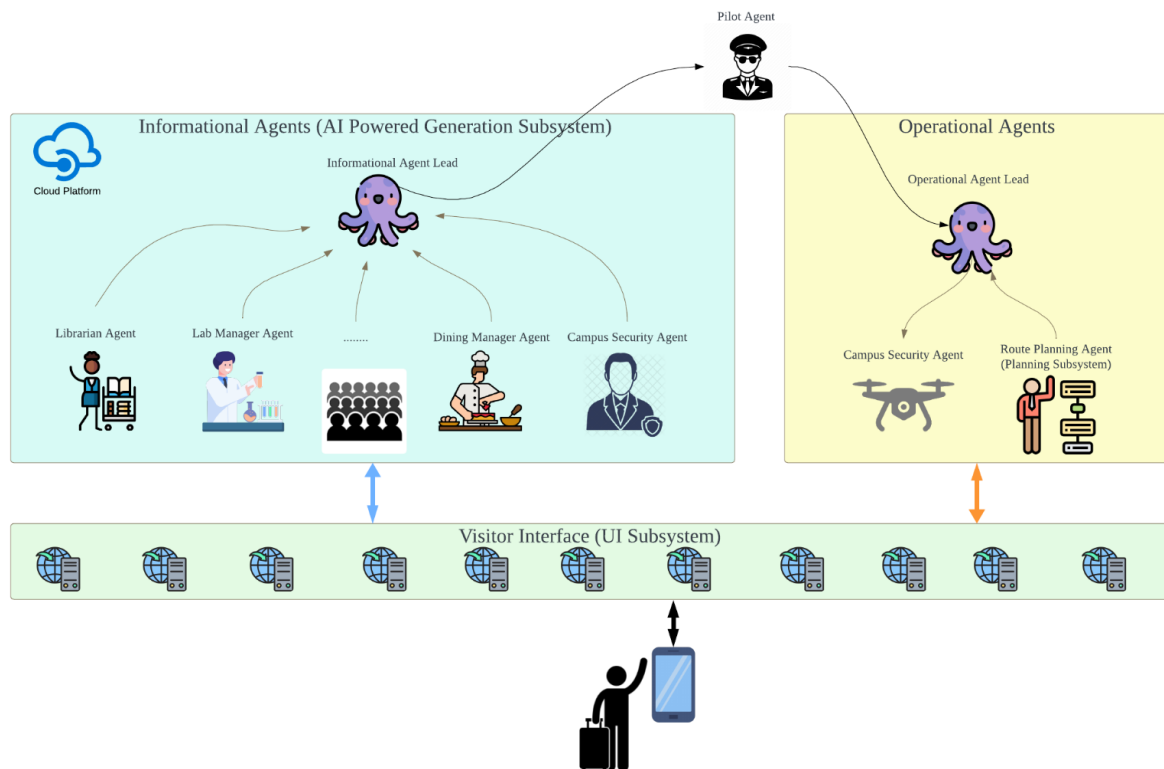 Pilot Agent
Informational Agents (AI Powered Generation Subsystem)
Operational Agents
Cloud Platform
Informational Agent Lead
Operational Agent Lead
Librarian Agent
Lab Manager Agent
........
Dining Manager Agent
Campus Security Agent
Campus Security Agent
Route Planning Agent
(Planning Subsystem)
Visitor Interface (UI Subsystem)